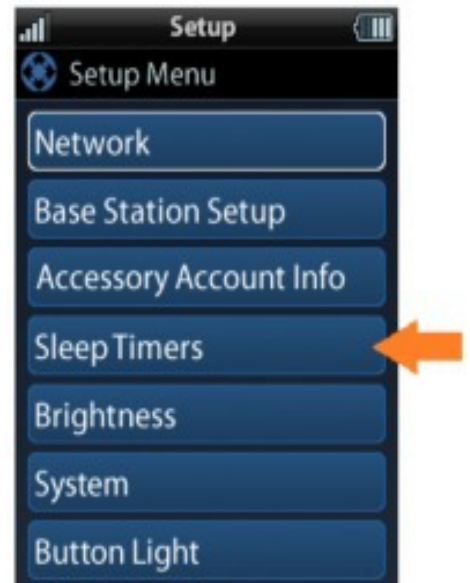 Setup
Setup Menu
Network
Base Station Setup
Accessory Account Info
Sleep Timers
Brightness
System
Button Light